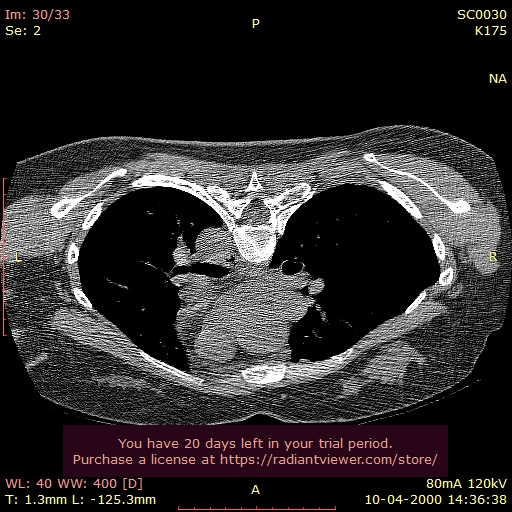 Im: 30/33
Se: 2
P
SC0030
K175
NA
L
R
You have 20 days left in your trial period.
Purchase a license at https://radiantviewer.com/store/
WL: 40 WW: 400 [D]
T: 1.3mm L: -125.3mm
A
80mA 120kV
10-04-2000 14:36:38